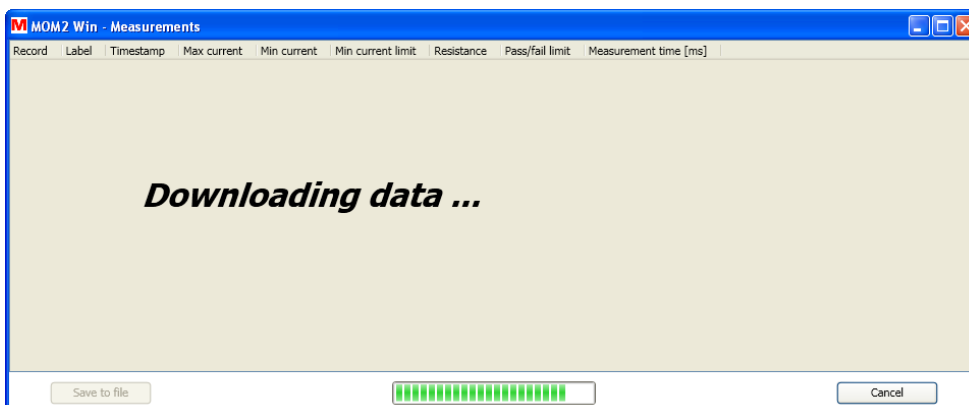 M MOM2 Win - Measurements
Record Label Timestamp Max current Min current Min current limit Resistance Pass/fail limit Measurement time [ms]
Downloading data ...
Save to file Cancel